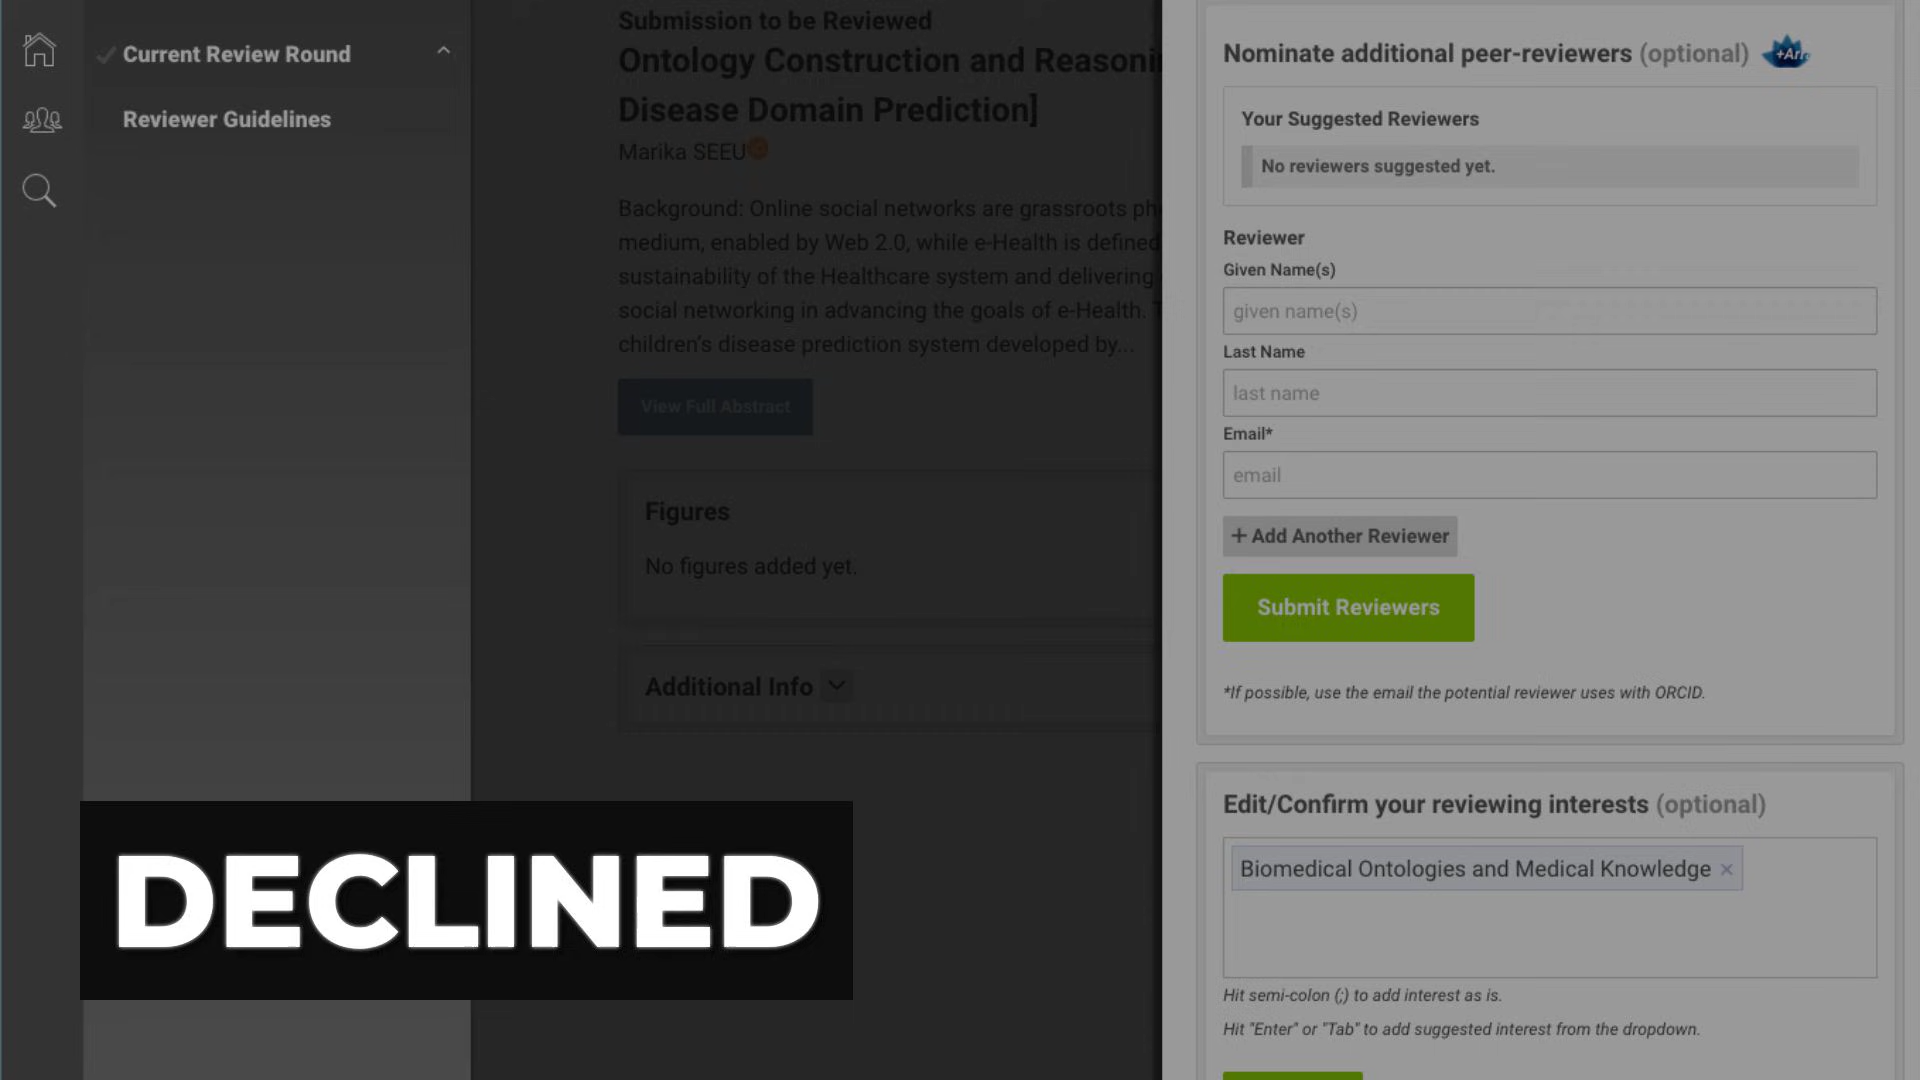 Current Review Round
Reviewer Guidelines
Submission to be Reviewed
Ontology Construction and Reasoni
Disease Domain Prediction]
Marika SEEU
Background: Online social networks are grassroots ph
medium, enabled by Web 2.0, while e-Health is defined
sustainability of the Healthcare system and delivering
social networking in advancing the goals of e-Health. T
children's disease prediction system developed by...
View Full Abstract
Figures
No figures added yet.
Additional Info
DECLINED
Nominate additional peer-reviewers (optional)
Your Suggested Reviewers
No reviewers suggested yet.
Reviewer
Given Name(s)
given name(s)
Last Name
last name
Email*
email
+ Add Another Reviewer
Submit Reviewers
*If possible, use the email the potential reviewer uses with ORCID.
Edit/Confirm your reviewing interests (optional)
Biomedical Ontologies and Medical Knowledge ×
Hit semi-colon (;) to add interest as is.
Hit "Enter" or "Tab" to add suggested interest from the dropdown.